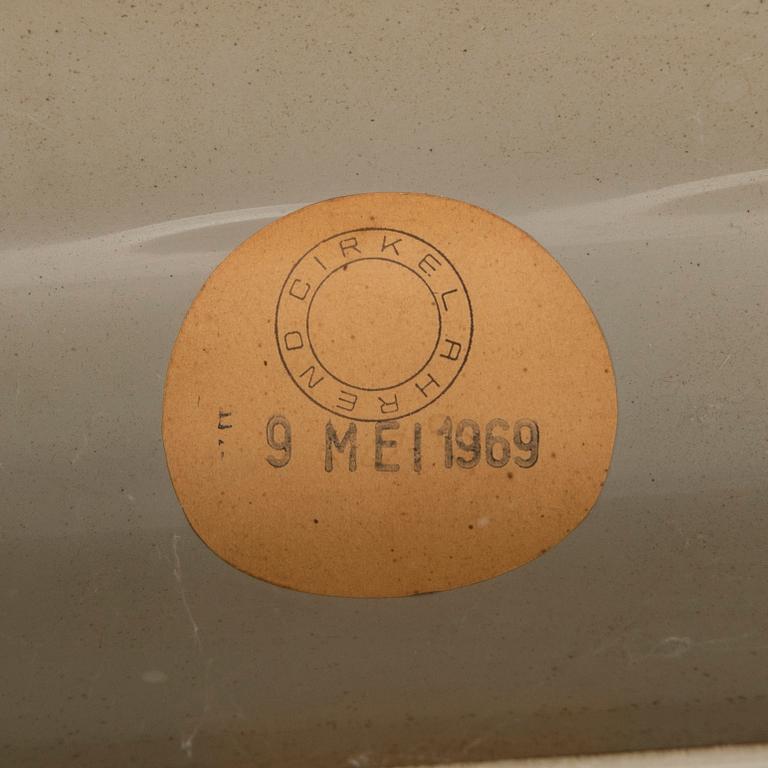 AHREND CIRKEL
9 MEI 1969